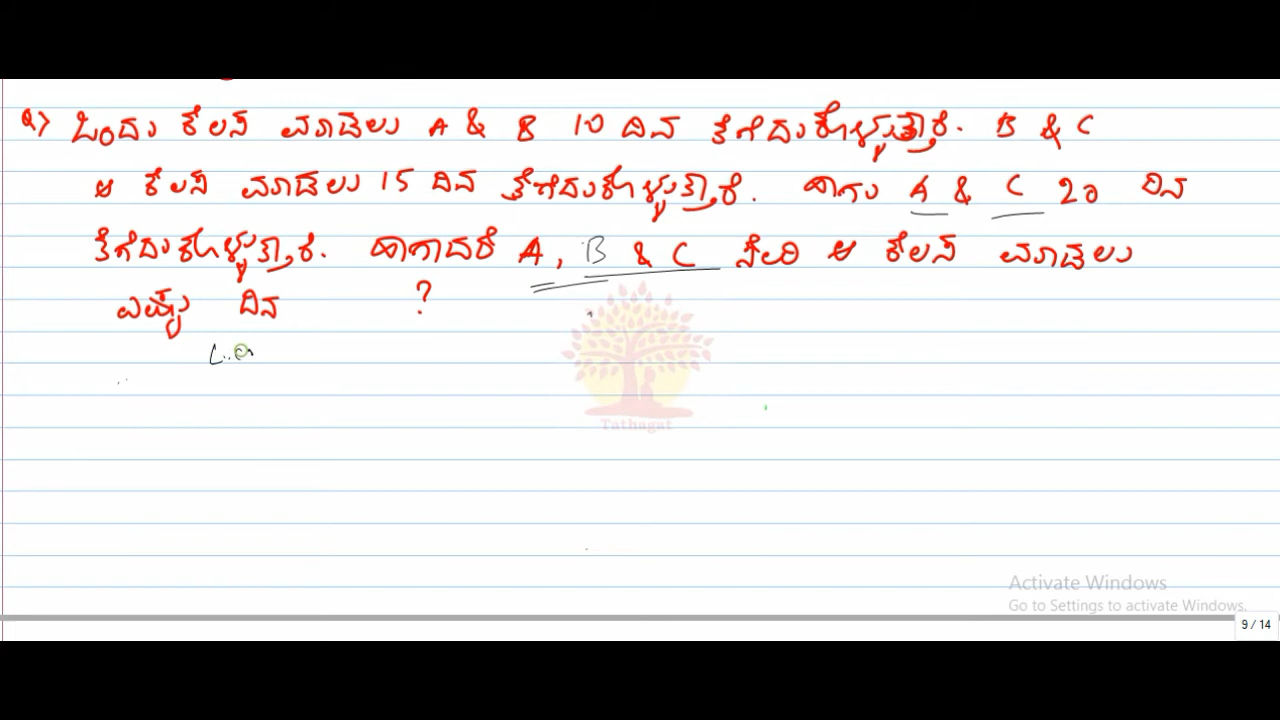 Q) ಒಂದು ಕೆಲಸ ಮಾಡಲು A & B 10 ದಿನ ತೆಗೆದುಕೊಳ್ಳುತ್ತಾರೆ. B & C
ಆ ಕೆಲಸ ಮಾಡಲು 15 ದಿನ ತೆಗೆದುಕೊಳ್ಳುತ್ತಾರೆ. ಹಾಗು A & C 20 ದಿನ
ತೆಗೆದುಕೊಳ್ಳುತ್ತಾರೆ. ಹಾಗಾದರೆ A, B & C ಸೇರಿ ಆ ಕೆಲಸ ಮಾಡಲು
ಎಷ್ಟು ದಿನ ?
Tathagat
Activate Windows
Go to Settings to activate Windows.
9 / 14